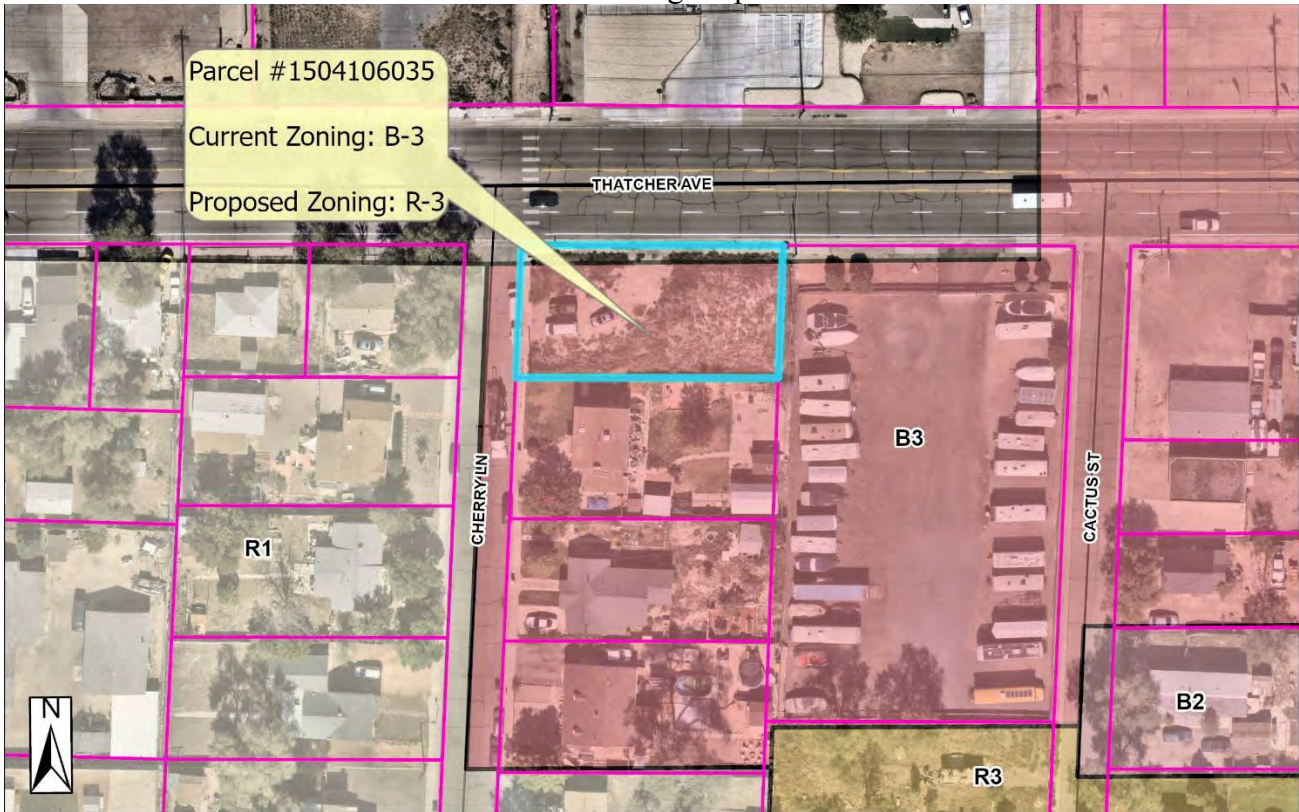 Parcel #1504106035
Current Zoning: B-3
Proposed Zoning: R-3
THATCHER AVE
CHERRY LN
CACTUS ST
B3
R1
B2
R3
N